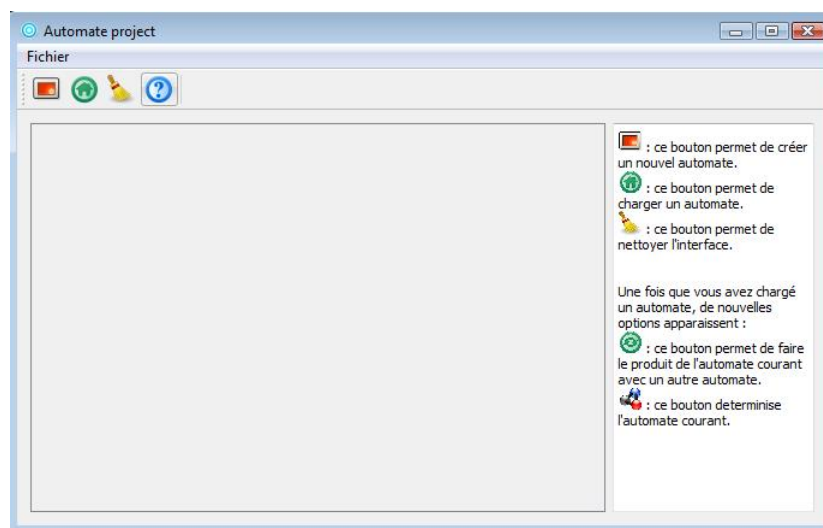 Automate project
Fichier
: ce bouton permet de créer
un nouvel automate.
: ce bouton permet de
charger un automate.
: ce bouton permet de
nettoyer l'interface.
Une fois que vous avez chargé
un automate, de nouvelles
options apparaissent :
: ce bouton permet de faire
le produit de l'automate courant
avec un autre automate.
: ce bouton determinise
l'automate courant.